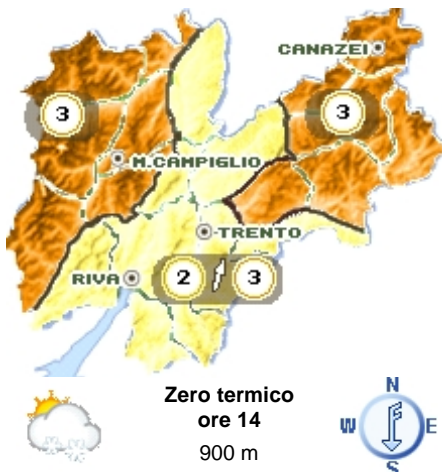 CANAZEI
3
3
M.CAMPIGLIO
TRENTO
RIVA
2 3
Zero termico
ore 14
900 m
N
W E
S